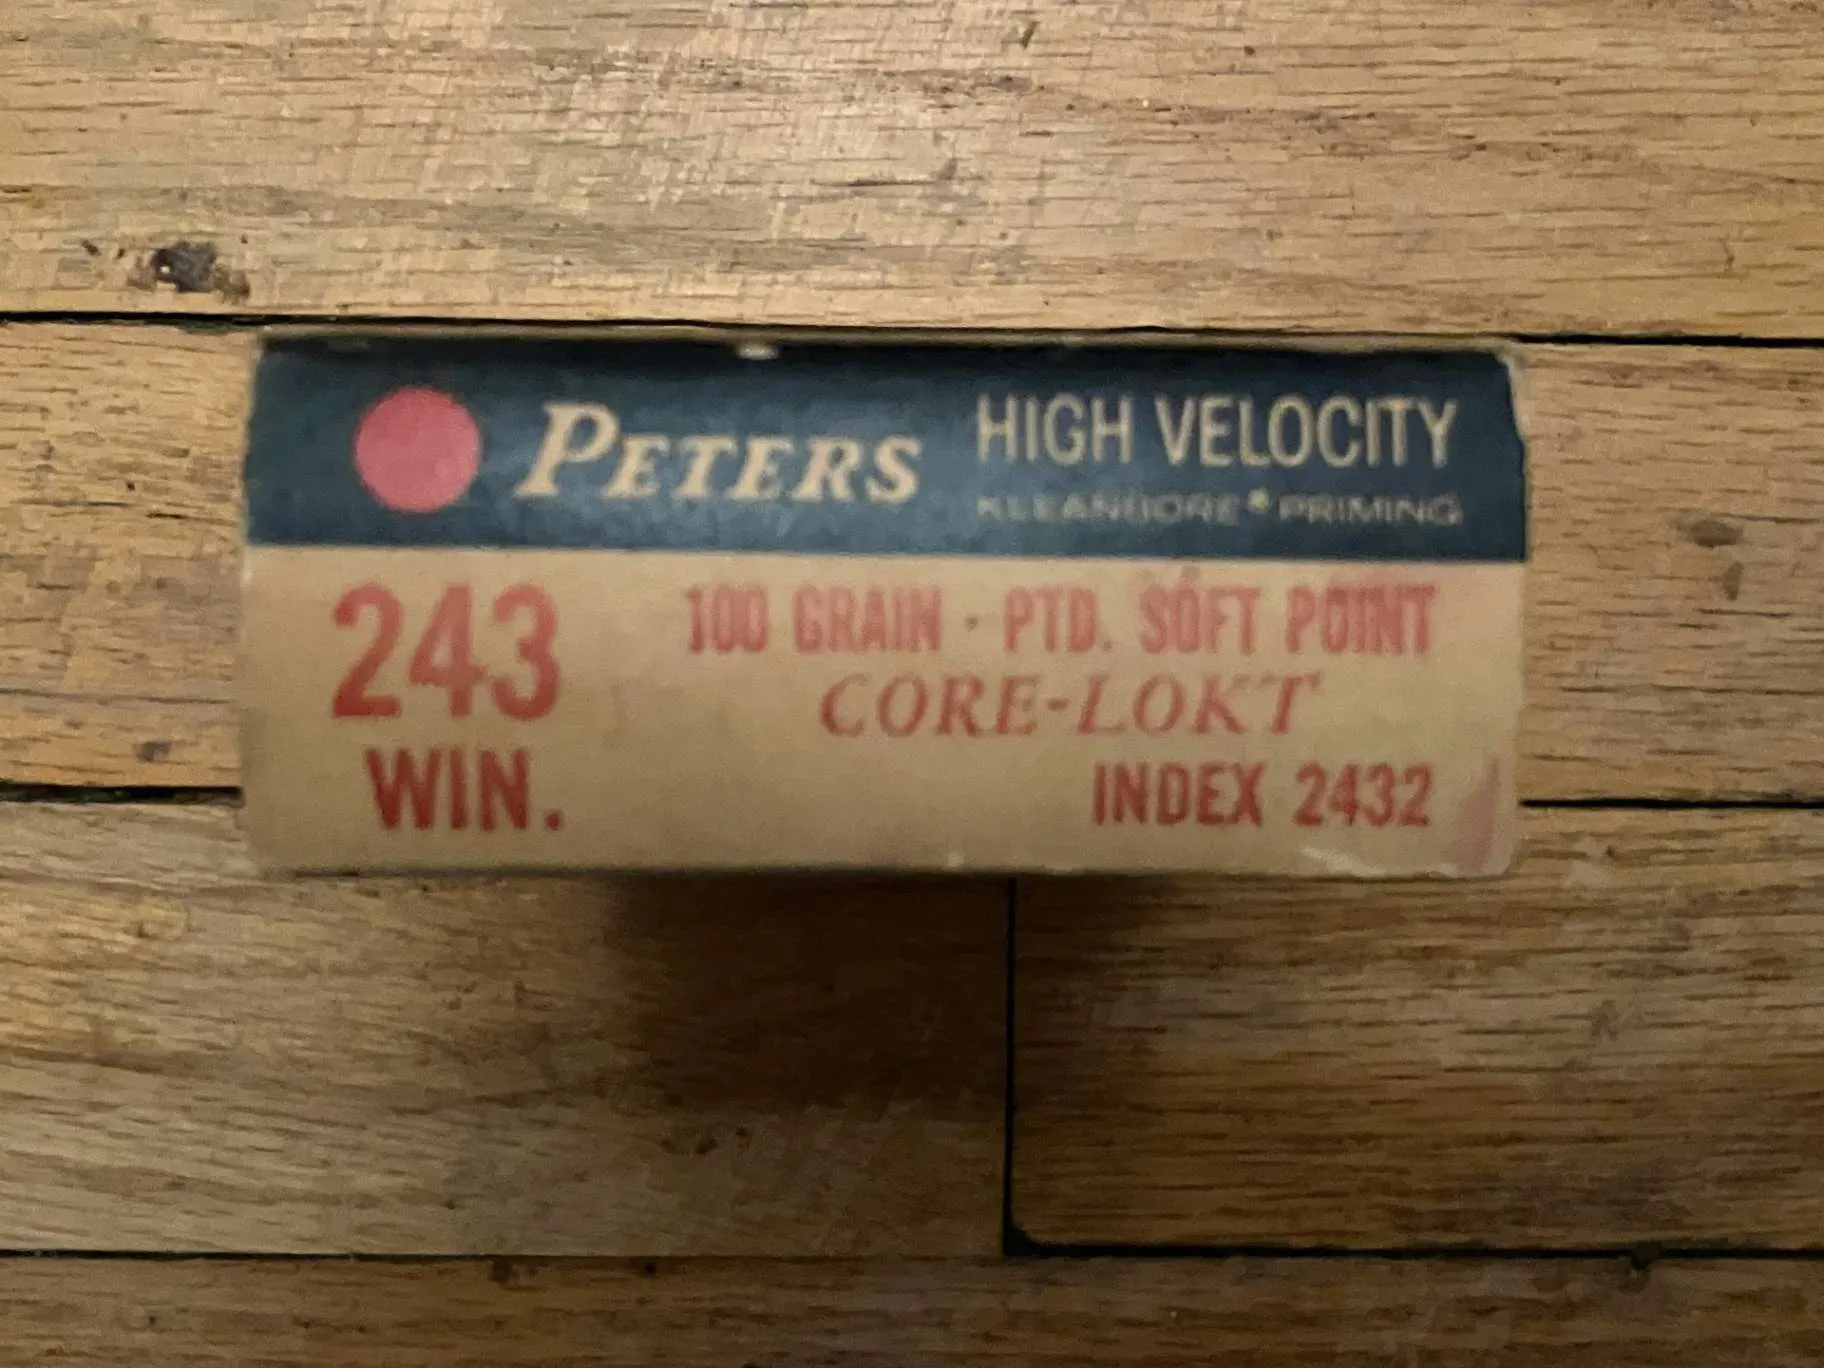 PETERS HIGH VELOCITY
KLEANBORE* PRIMING
243 100 GRAIN · PTD. SOFT POINT
CORE-LOKT
WIN. INDEX 2432